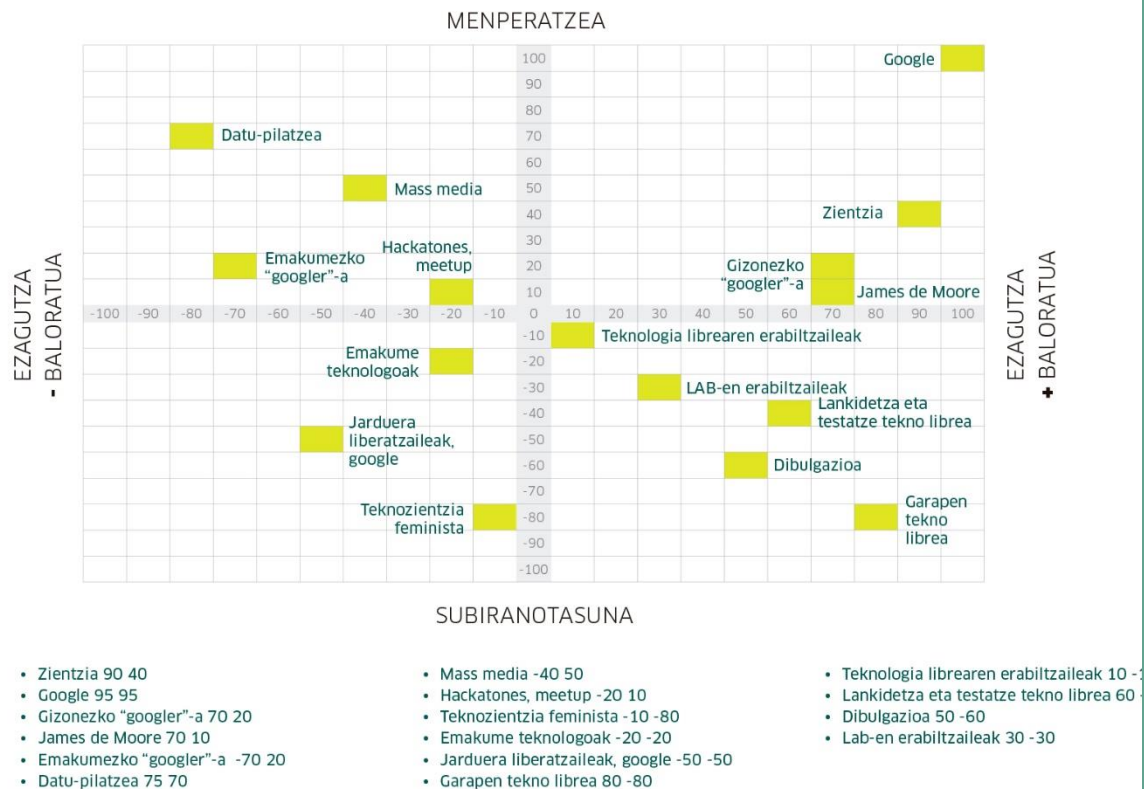 MENPERATZEA
100
Google
90
80
Datu-pilatzea
70
60
Mass media
50
Zientzia
40
30
Hackatones,
meetup
Emakumezko
"googler"-a
20
Gizonezko
"googler"-a
10
James de Moore
EZAGUTZA
- BALORATUA
-100 -90 -80 -70 -60 -50 -40 -30 -20 -10 0 10 20 30 40 50 60 70 80 90 100
EZAGUTZA
+ BALORATUA
-10
Teknologia librearen erabiltzaileak
Emakume
teknologoak
-20
-30
LAB-en erabiltzaileak
-40
Lankidetza eta
testatze tekno librea
Jarduera
liberatzaileak,
google
-50
-60
Dibulgazioa
-70
Teknozientzia
feminista
-80
Garapen
tekno
librea
-90
-100
SUBIRANOTASUNA
• Zientzia 90 40
• Google 95 95
• Gizonezko "googler"-a 70 20
• James de Moore 70 10
• Emakumezko "googler"-a -70 20
• Datu-pilatzea 75 70
• Mass media -40 50
• Hackatones, meetup -20 10
• Teknozientzia feminista -10 -80
• Emakume teknologoak -20 -20
• Jarduera liberatzaileak, google -50 -50
• Garapen tekno librea 80 -80
• Teknologia librearen erabiltzaileak 10
• Lankidetza eta testatze tekno librea 60
• Dibulgazioa 50 -60
• Lab-en erabiltzaileak 30 -30